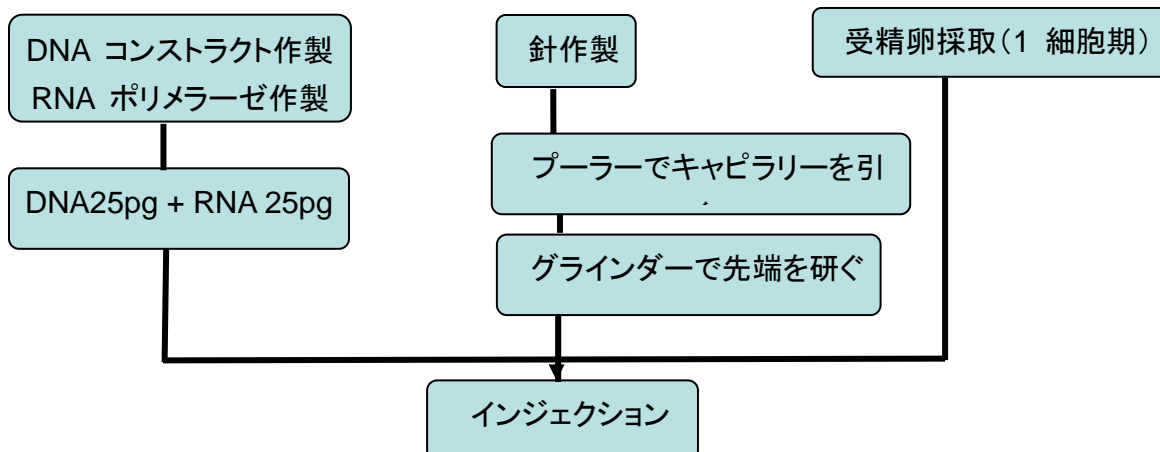 DNA コンストラクト作製
RNA ポリメラーゼ作製
針作製
受精卵採取(1 細胞期)
プーラーでキャピラリーを引
DNA25pg + RNA 25pg
グラインダーで先端を研ぐ
インジェクション